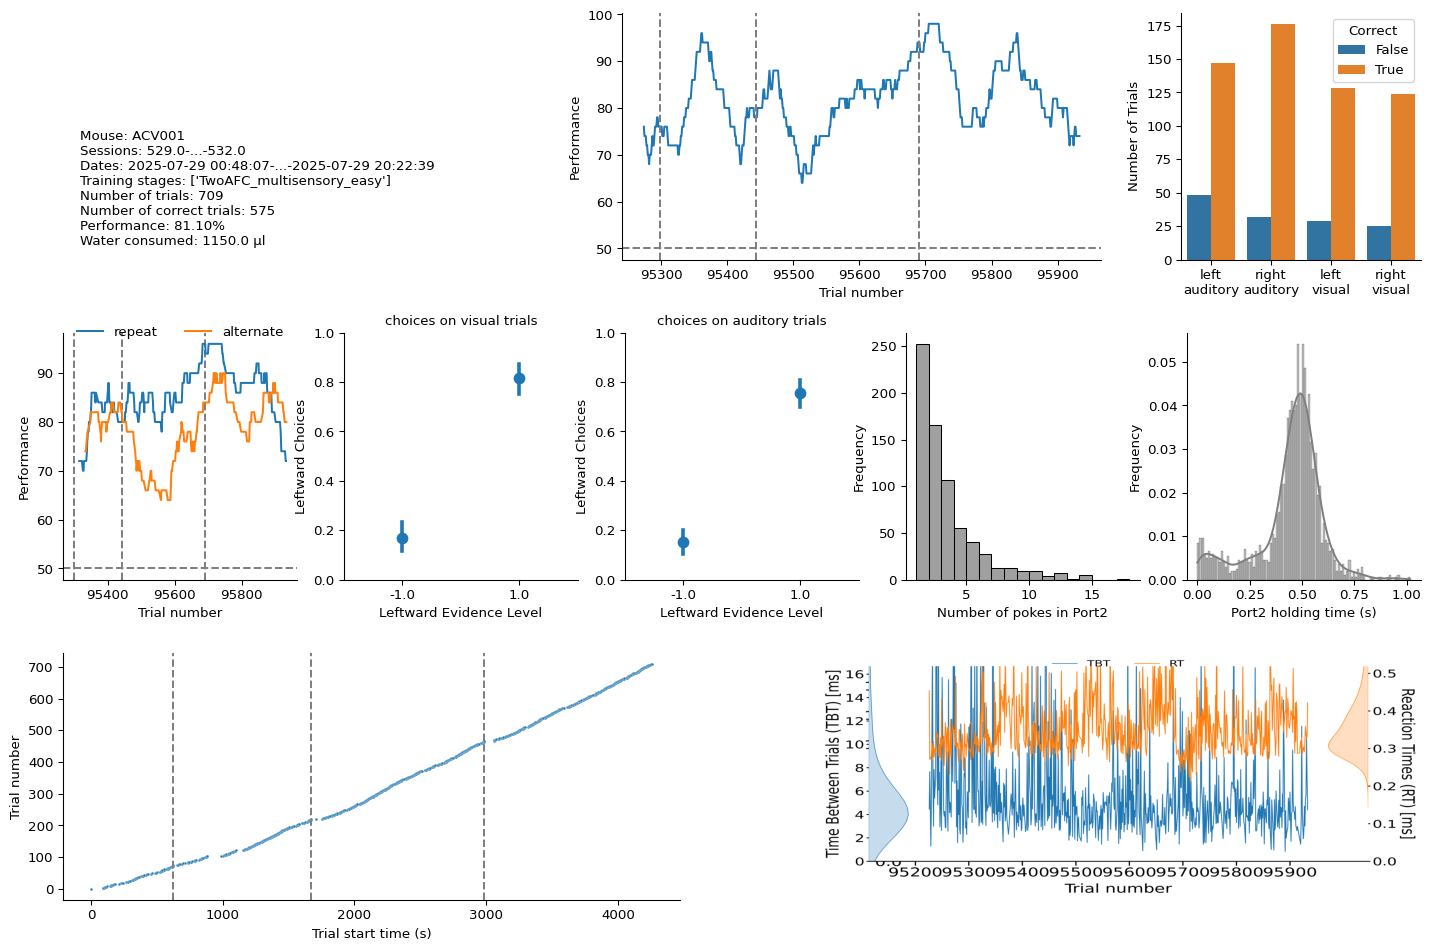 Mouse: ACV001
Sessions: 529.0-...-532.0
Dates: 2025-07-29 00:48:07-...-2025-07-29 20:22:39
Training stages: ['TwoAFC_multisensory_easy']
Number of trials: 709
Number of correct trials: 575
Performance: 81.10%
Water consumed: 1150.0 µl
Performance
100
90
80
70
60
50
95300 95400 95500 95600 95700 95800 95900
Trial number
Number of Trials
175
150
125
100
75
50
25
0
Correct
False
True
left auditory
right auditory
left visual
right visual
repeat alternate
Performance
90
80
70
60
50
95400 95600 95800
Trial number
choices on visual trials
Leftward Choices
1.0
0.8
0.6
0.4
0.2
0.0
-1.0 1.0
Leftward Evidence Level
choices on auditory trials
Leftward Choices
1.0
0.8
0.6
0.4
0.2
0.0
-1.0 1.0
Leftward Evidence Level
Frequency
250
200
150
100
50
0
5 10 15
Number of pokes in Port2
Frequency
0.05
0.04
0.03
0.02
0.01
0.00
0.00 0.25 0.50 0.75 1.00
Port2 holding time (s)
Trial number
700
600
500
400
300
200
100
0
0 1000 2000 3000 4000
Trial start time (s)
TBT RT
Time Between Trials (TBT) [ms]
16
14
12
10
8
6
4
2
0
0.0
95200 95300 95400 95500 95600 95700 95800 95900
Trial number
0.5
0.4
0.3
0.2
0.1
0.0
Reaction Times (RT) [ms]